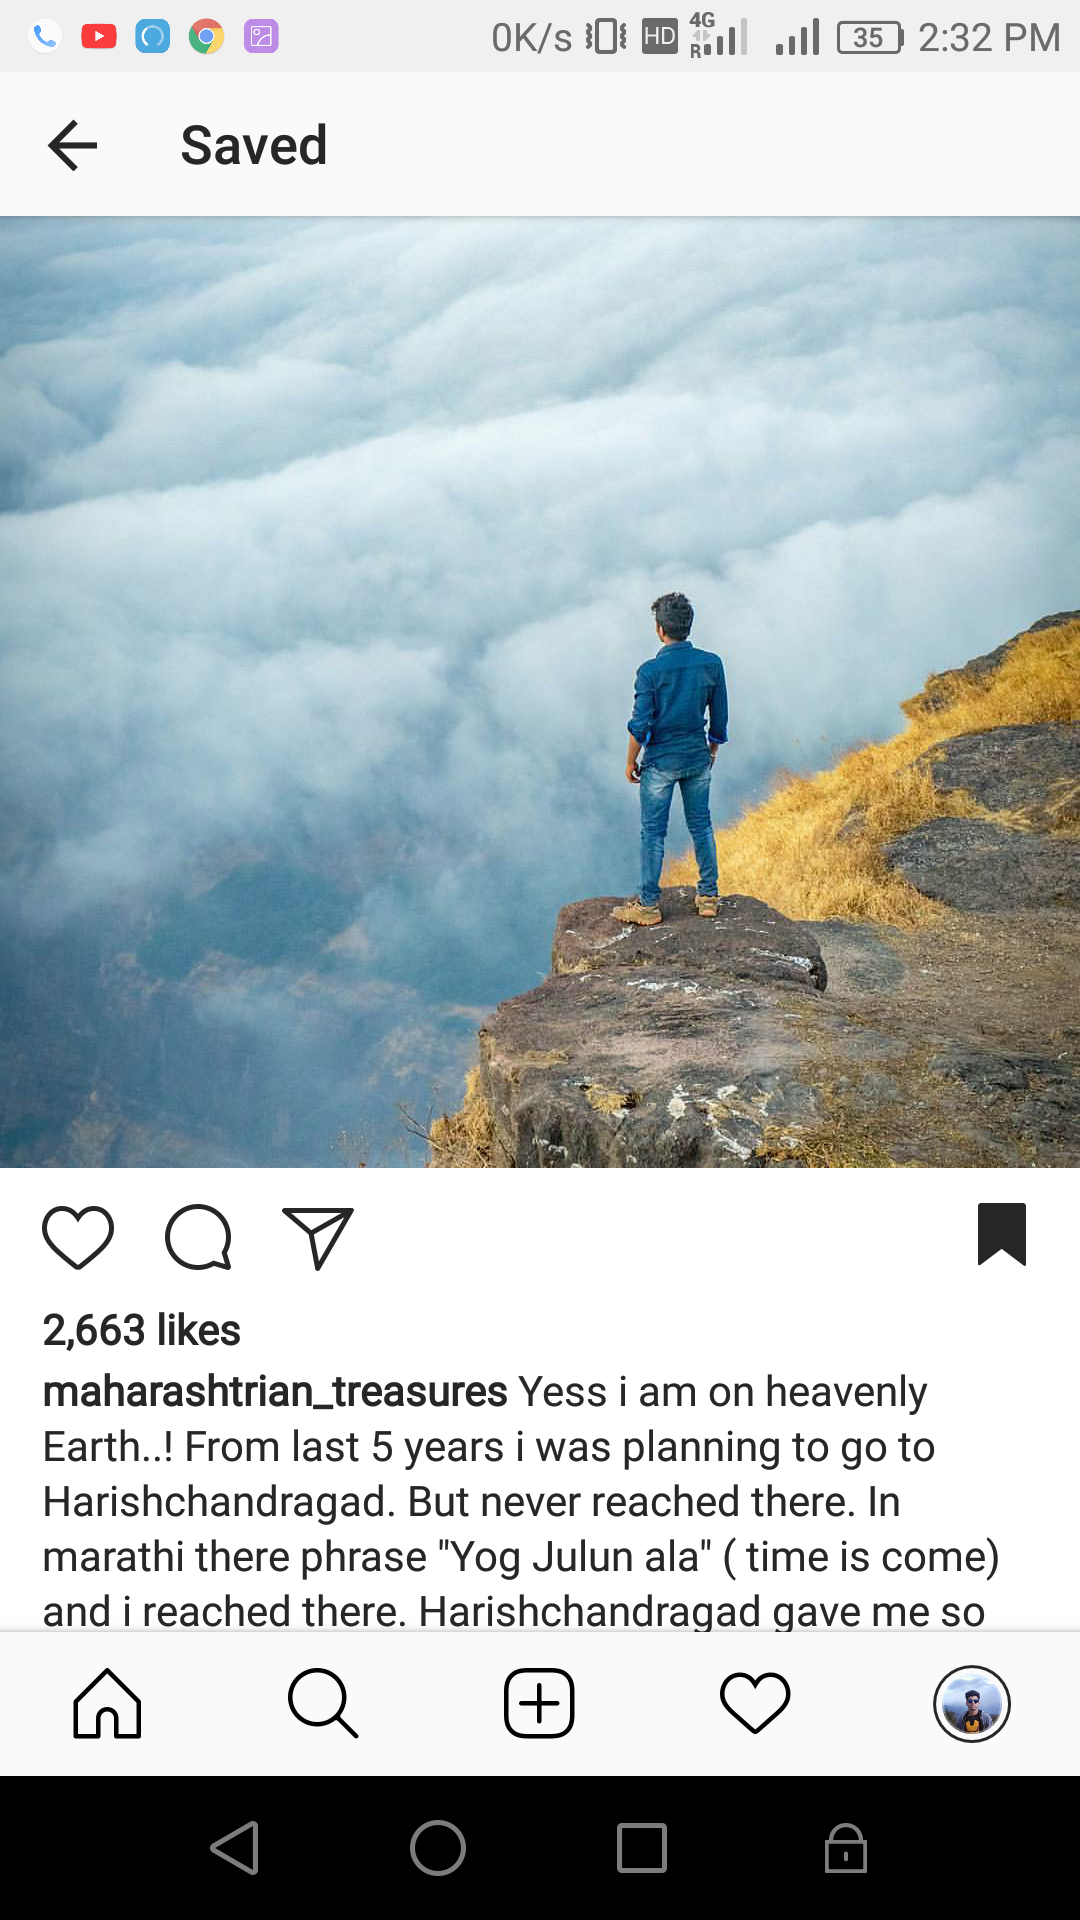 0K/s HD 4G R 35 2:32 PM
Saved
2,663 likes
maharashtrian_treasures Yess i am on heavenly
Earth..! From last 5 years i was planning to go to
Harishchandragad. But never reached there. In
marathi there phrase "Yog Julun ala" ( time is come)
and i reached there. Harishchandragad gave me so